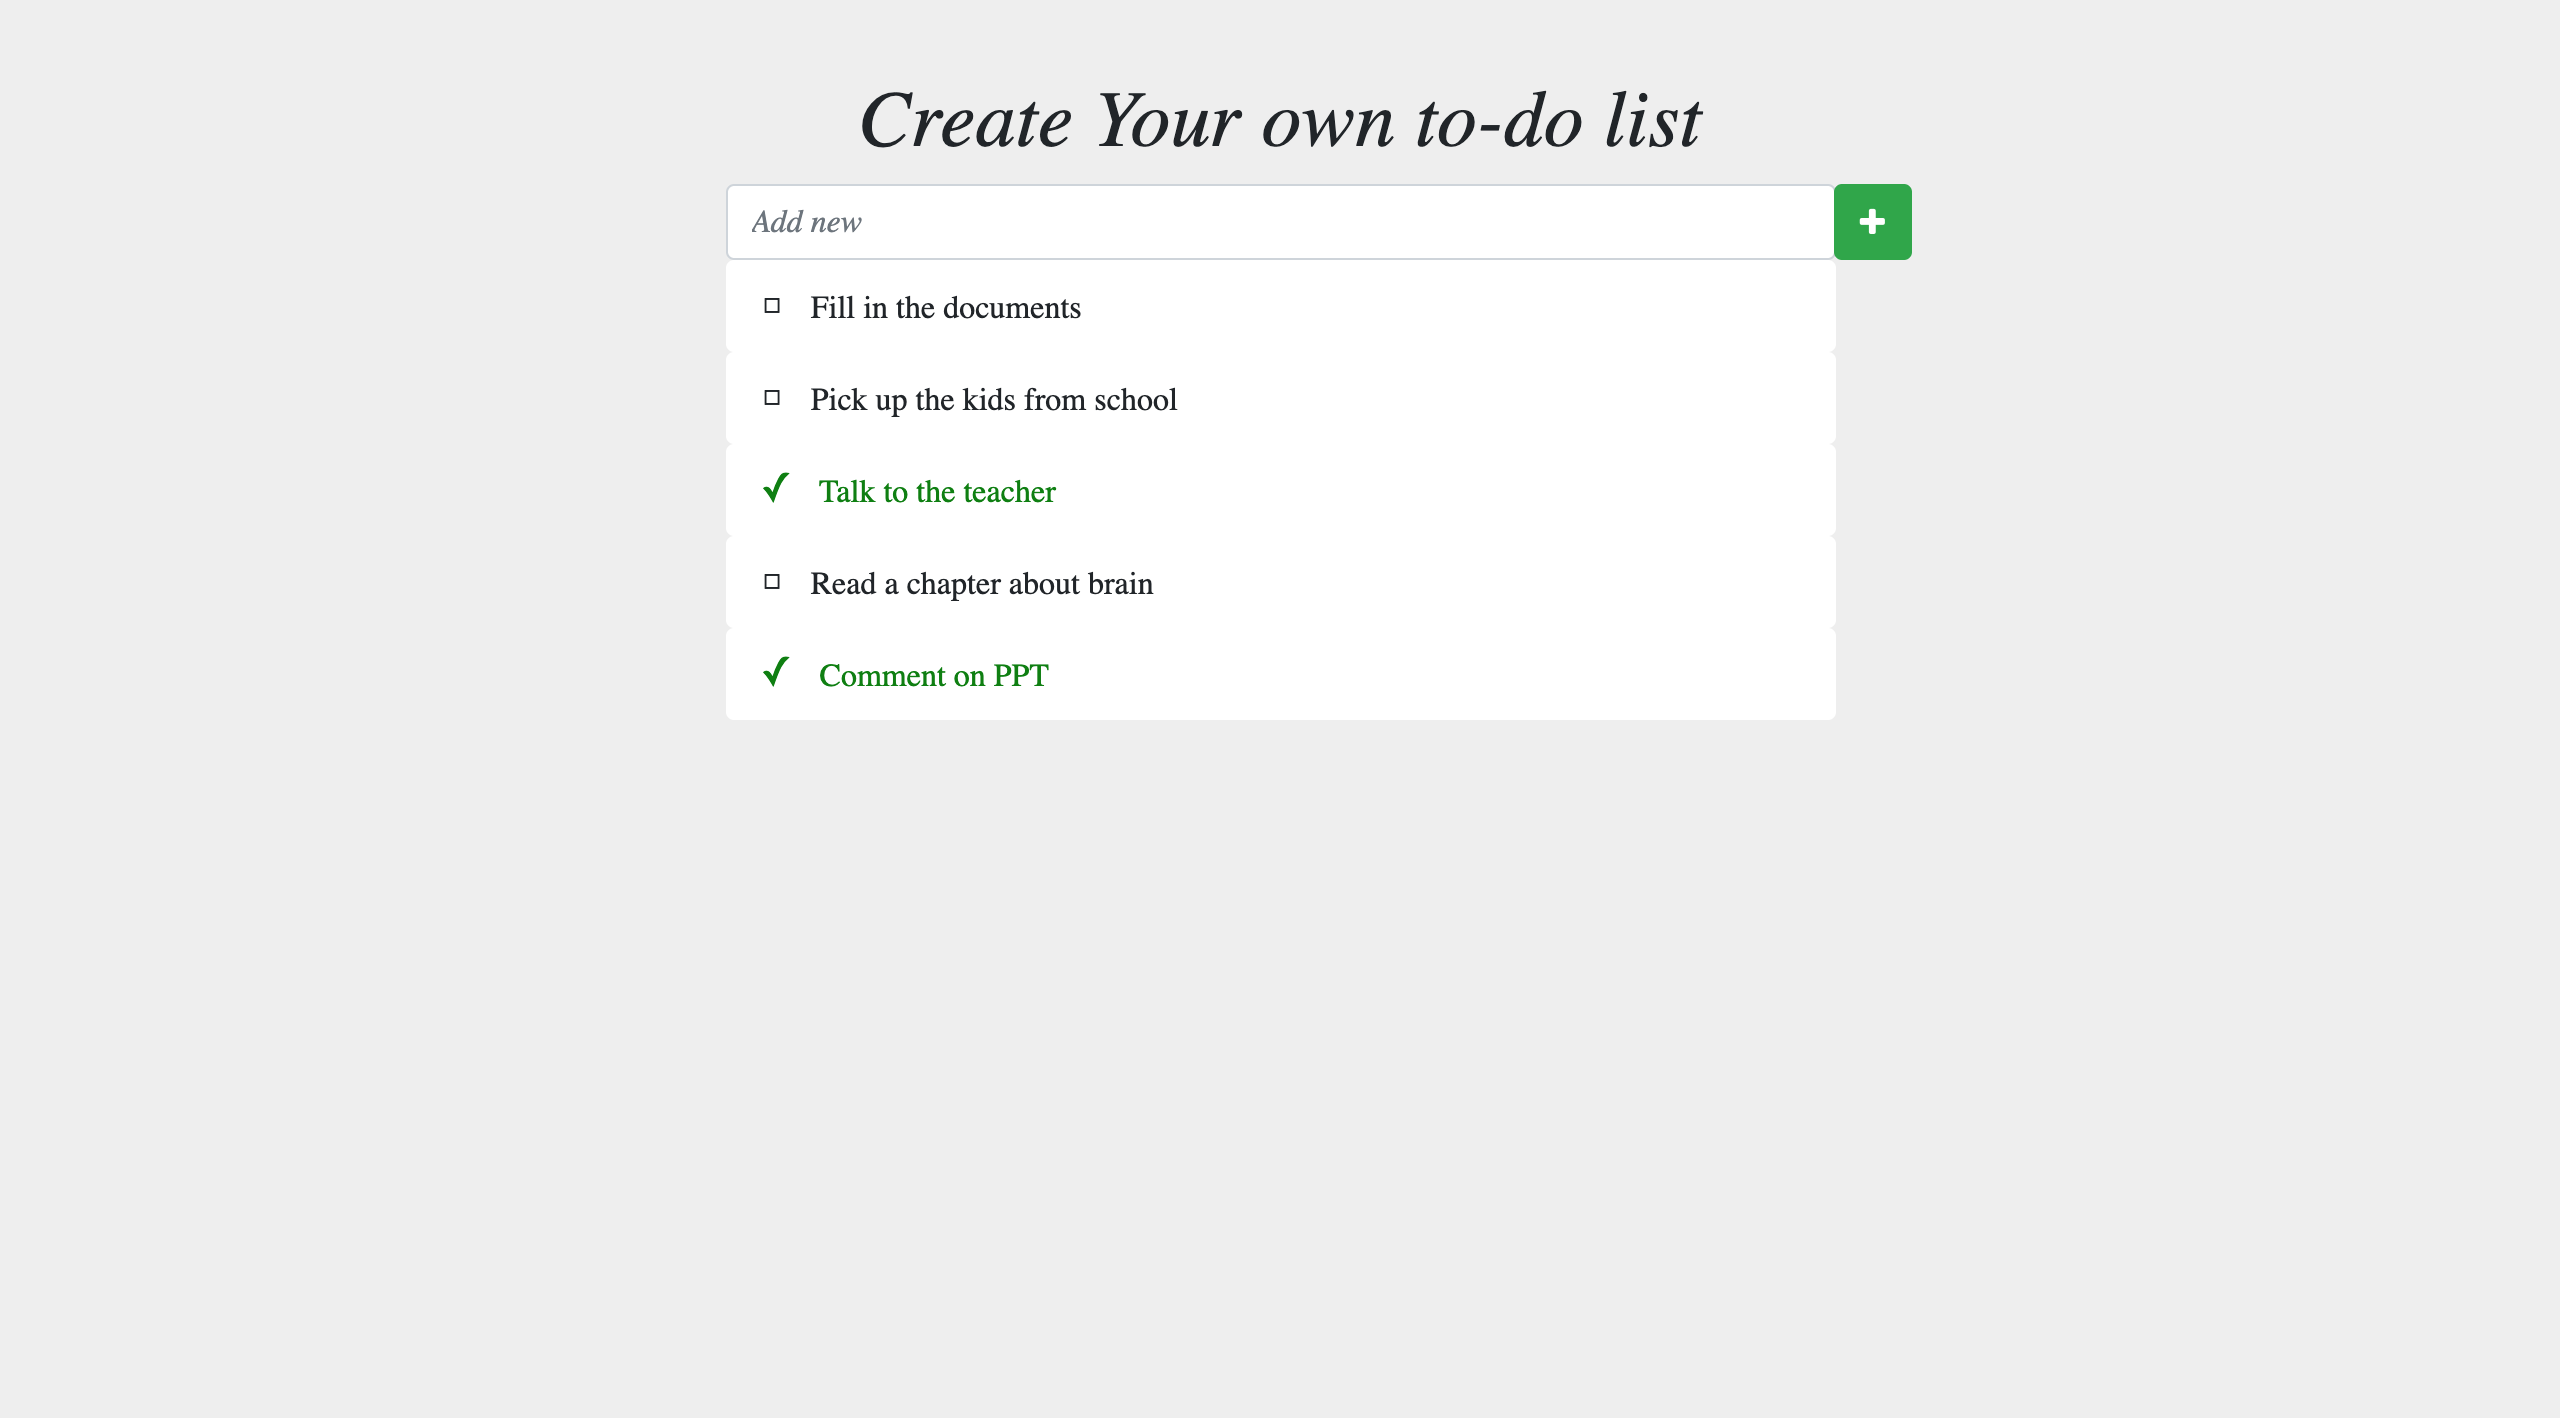 Create Your own to-do list
Add new
Fill in the documents
Pick up the kids from school
Talk to the teacher
Read a chapter about brain
Comment on PPT